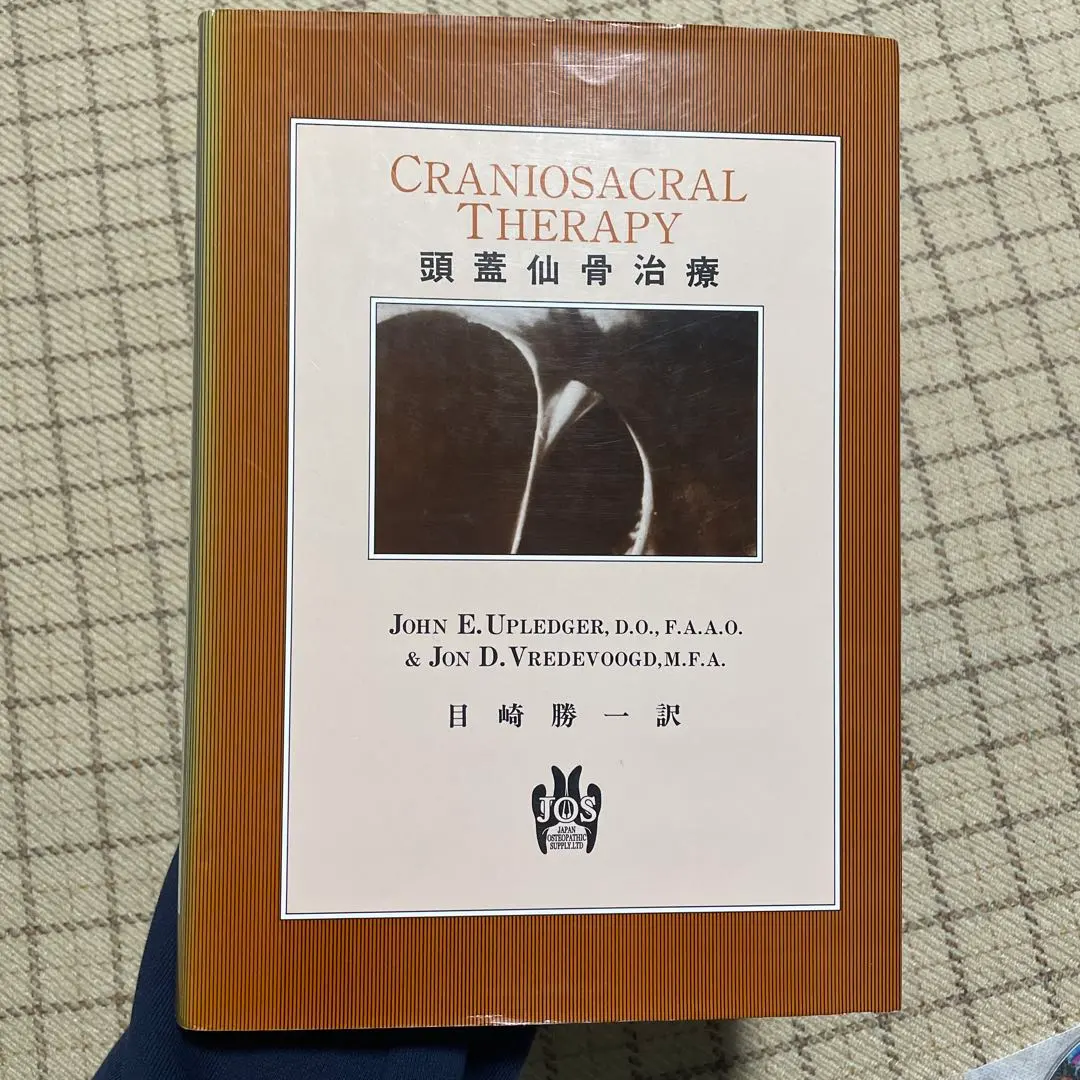 CRANIOSACRAL
THERAPY
頭蓋仙骨治療
JOHN E. UPLEDGER, D.O., F.A.A.O.
& JON D. VREDEVOOGD, M.F.A.
目崎勝一訳
JOS
JAPAN
OSTEOPATHIC
SUPPLY.LTD